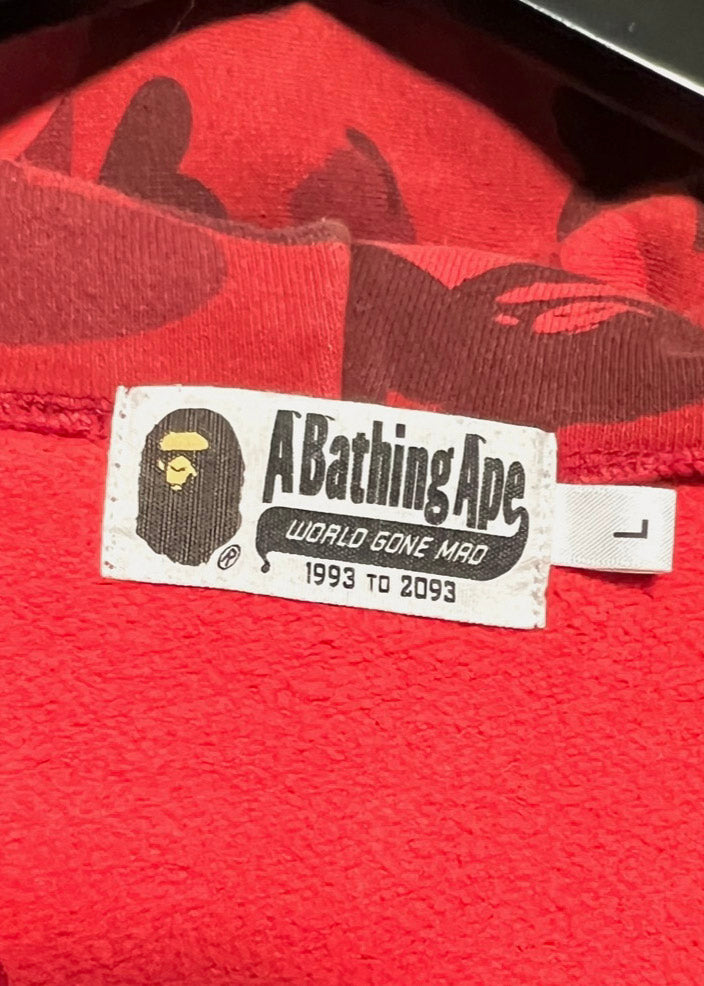 A Bathing Ape
WORLD GONE MAD
1993 TO 2093
®
L